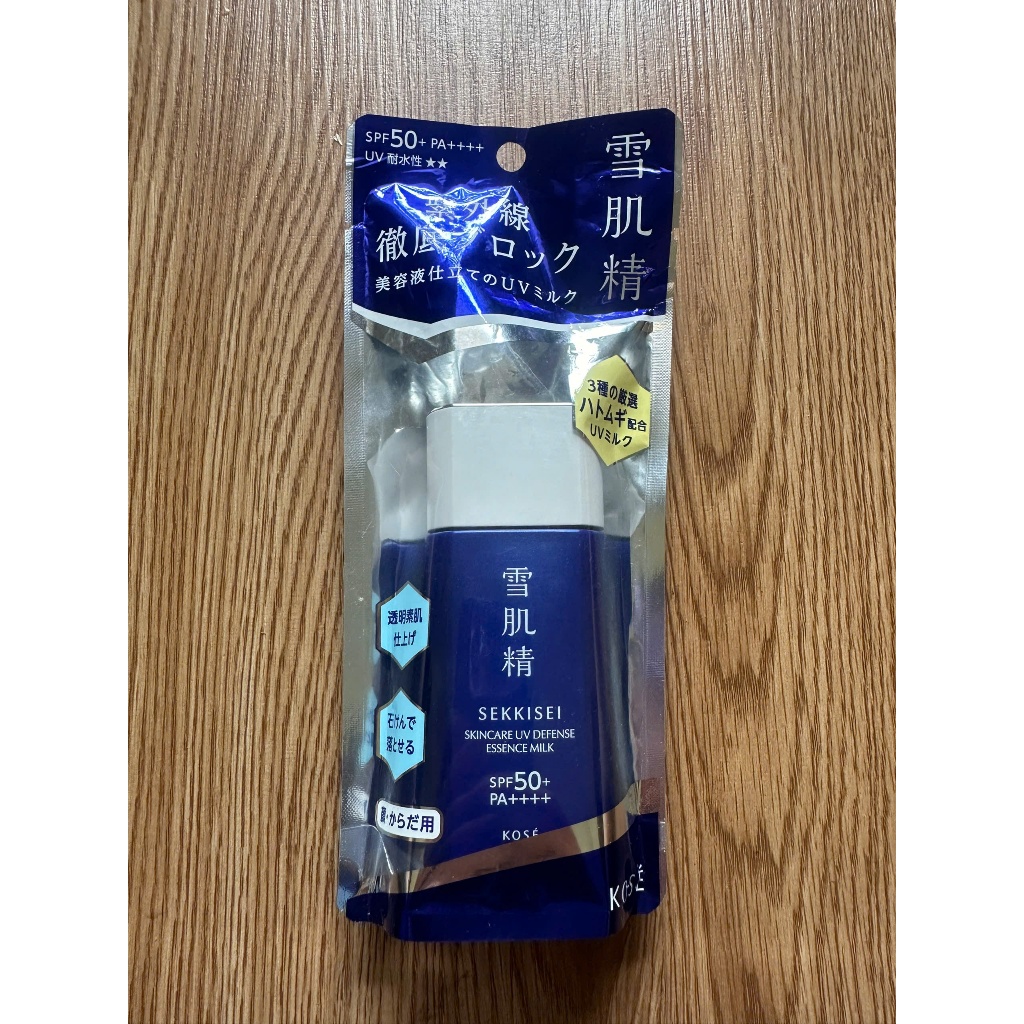 SPF50+ PA++++
UV 耐水性 ★★
雪肌精
線
徹底 ロック
美容液仕立てのUVミルク
3種の厳選
ハトムギ配合
UVミルク
雪肌精
透明素肌
仕上げ
石けんで
落とせる
SEKKISEI
SKINCARE UV DEFENSE
ESSENCE MILK
SPF50+
PA++++
顔・からだ用
KOSÉ
KOSÉ